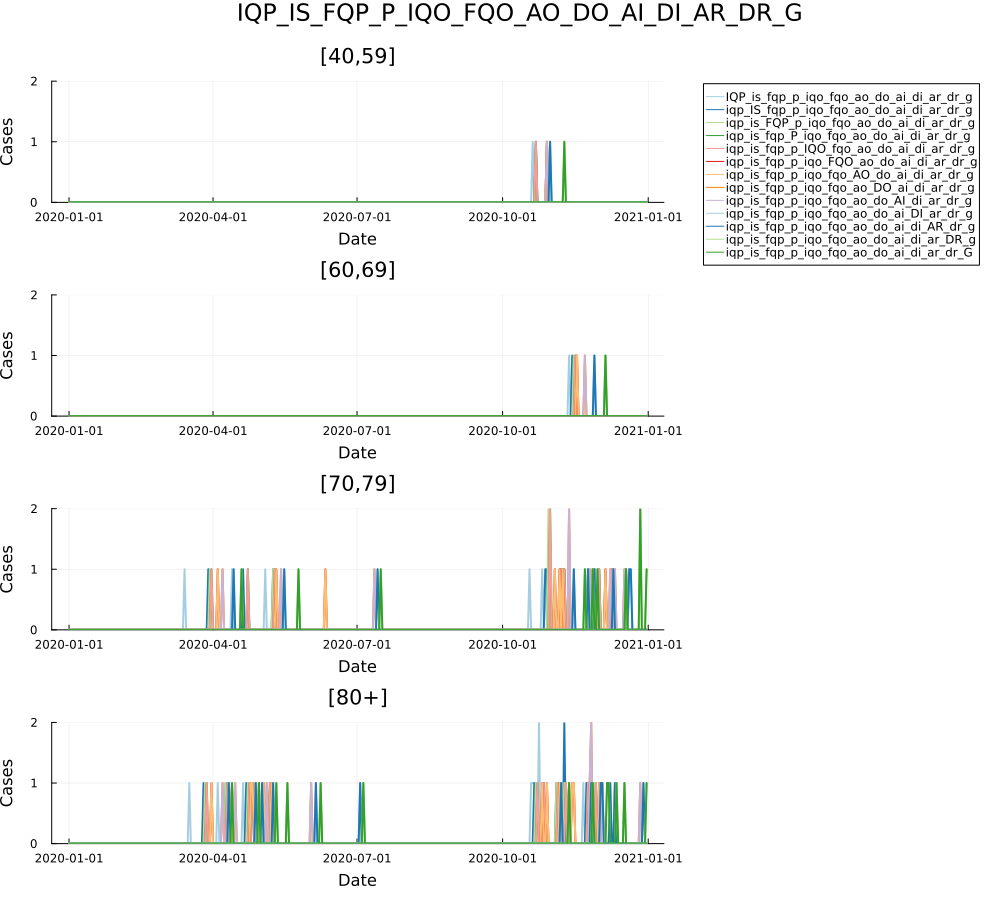 IQP_IS_FQP_P_IQO_FQO_AO_DO_AI_DI_AR_DR_G
[40,59]
2
1
0
Cases
2020-01-01 2020-04-01 2020-07-01 2020-10-01 2021-01-01
Date
IQP_is_fqp_p_iqo_fqo_ao_do_ai_di_ar_dr_g
iqp_IS_fqp_p_iqo_fqo_ao_do_ai_di_ar_dr_g
iqp_is_FQP_p_iqo_fqo_ao_do_ai_di_ar_dr_g
iqp_is_fqp_P_iqo_fqo_ao_do_ai_di_ar_dr_g
iqp_is_fqp_p_IQO_fqo_ao_do_ai_di_ar_dr_g
iqp_is_fqp_p_iqo_FQO_ao_do_ai_di_ar_dr_g
iqp_is_fqp_p_iqo_fqo_AO_do_ai_di_ar_dr_g
iqp_is_fqp_p_iqo_fqo_ao_DO_ai_di_ar_dr_g
iqp_is_fqp_p_iqo_fqo_ao_do_AI_di_ar_dr_g
iqp_is_fqp_p_iqo_fqo_ao_do_ai_DI_ar_dr_g
iqp_is_fqp_p_iqo_fqo_ao_do_ai_di_AR_dr_g
iqp_is_fqp_p_iqo_fqo_ao_do_ai_di_ar_DR_g
iqp_is_fqp_p_iqo_fqo_ao_do_ai_di_ar_dr_G
[60,69]
2
1
0
Cases
2020-01-01 2020-04-01 2020-07-01 2020-10-01 2021-01-01
Date
[70,79]
2
1
0
Cases
2020-01-01 2020-04-01 2020-07-01 2020-10-01 2021-01-01
Date
[80+]
2
1
0
Cases
2020-01-01 2020-04-01 2020-07-01 2020-10-01 2021-01-01
Date